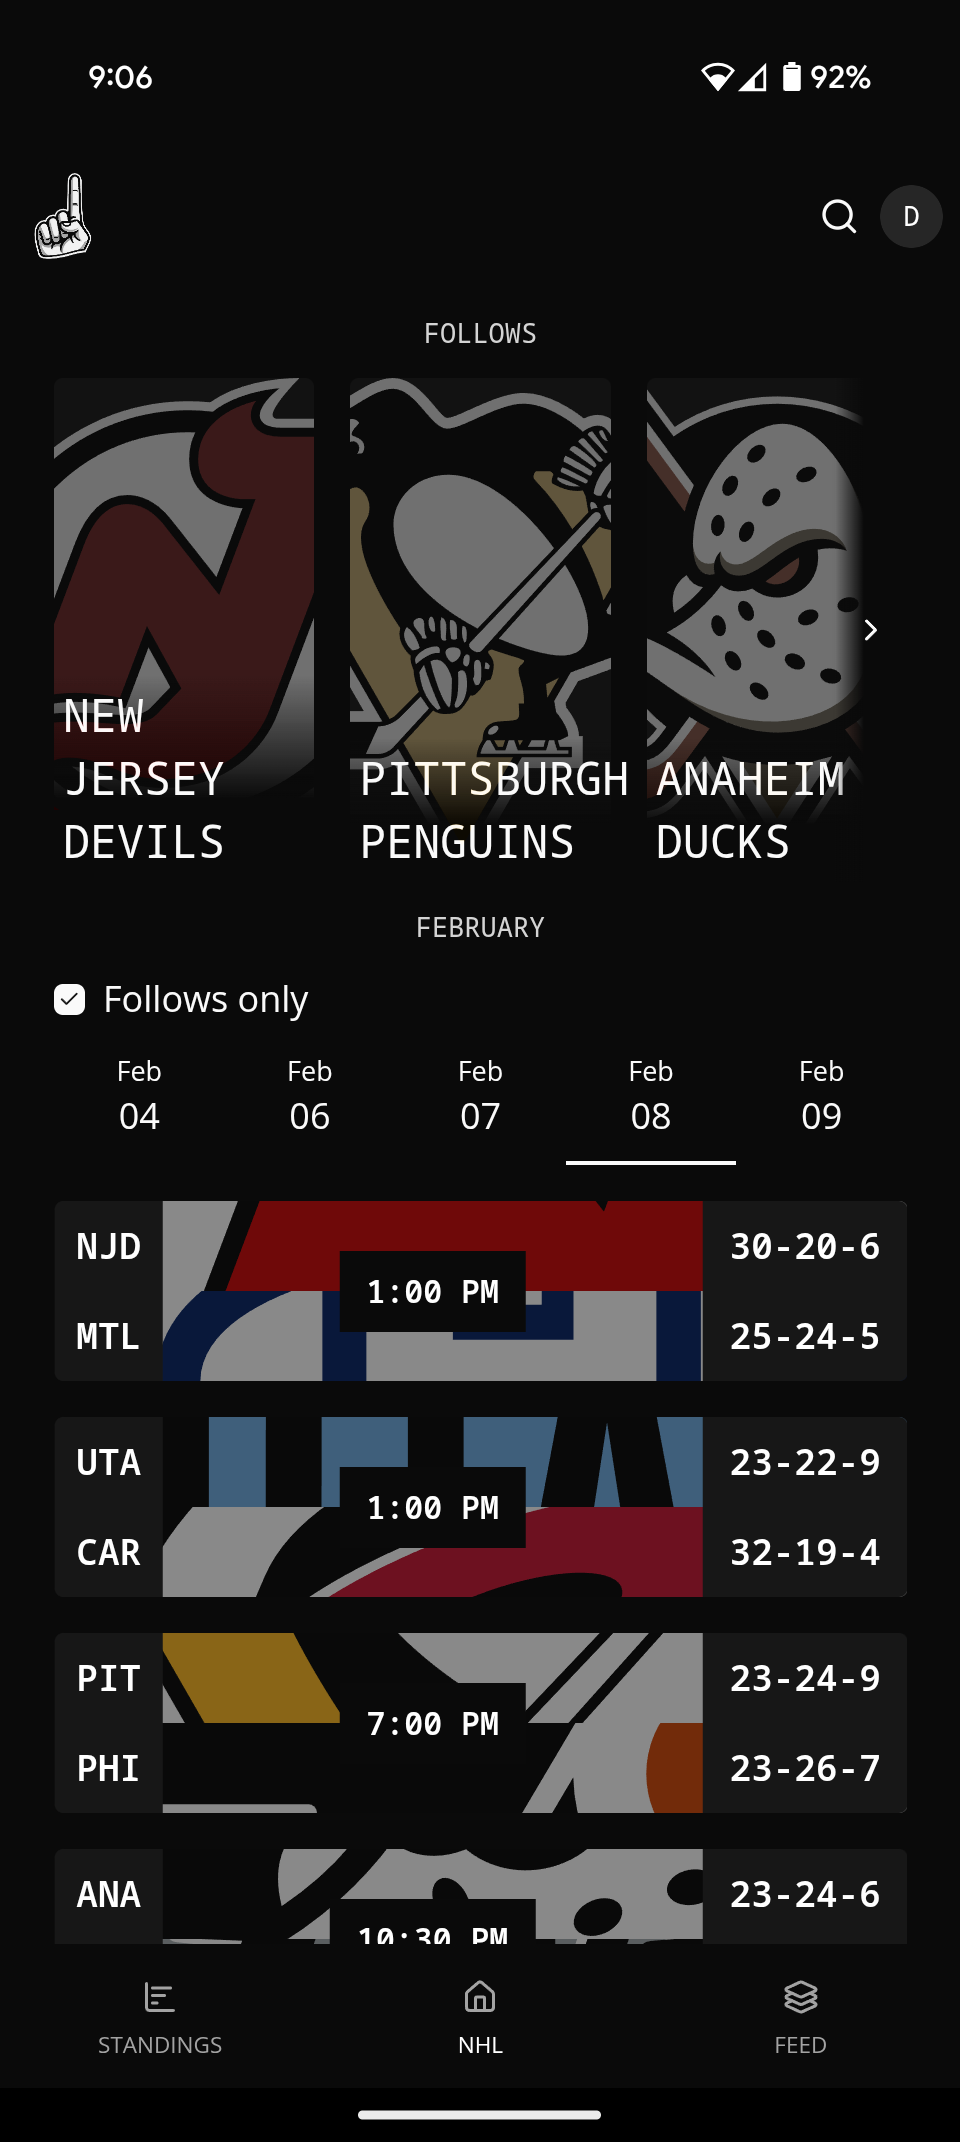 9:06
92%
D
FOLLOWS
NEW
JERSEY
DEVILS
PITTSBURGH
PENGUINS
ANAHEIM
DUCKS
FEBRUARY
Follows only
Feb
04
Feb
06
Feb
07
Feb
08
Feb
09
NJD
30-20-6
1:00 PM
MTL
25-24-5
UTA
23-22-9
1:00 PM
CAR
32-19-4
PIT
23-24-9
7:00 PM
PHI
23-26-7
ANA
23-24-6
10:30 PM
STANDINGS
NHL
FEED